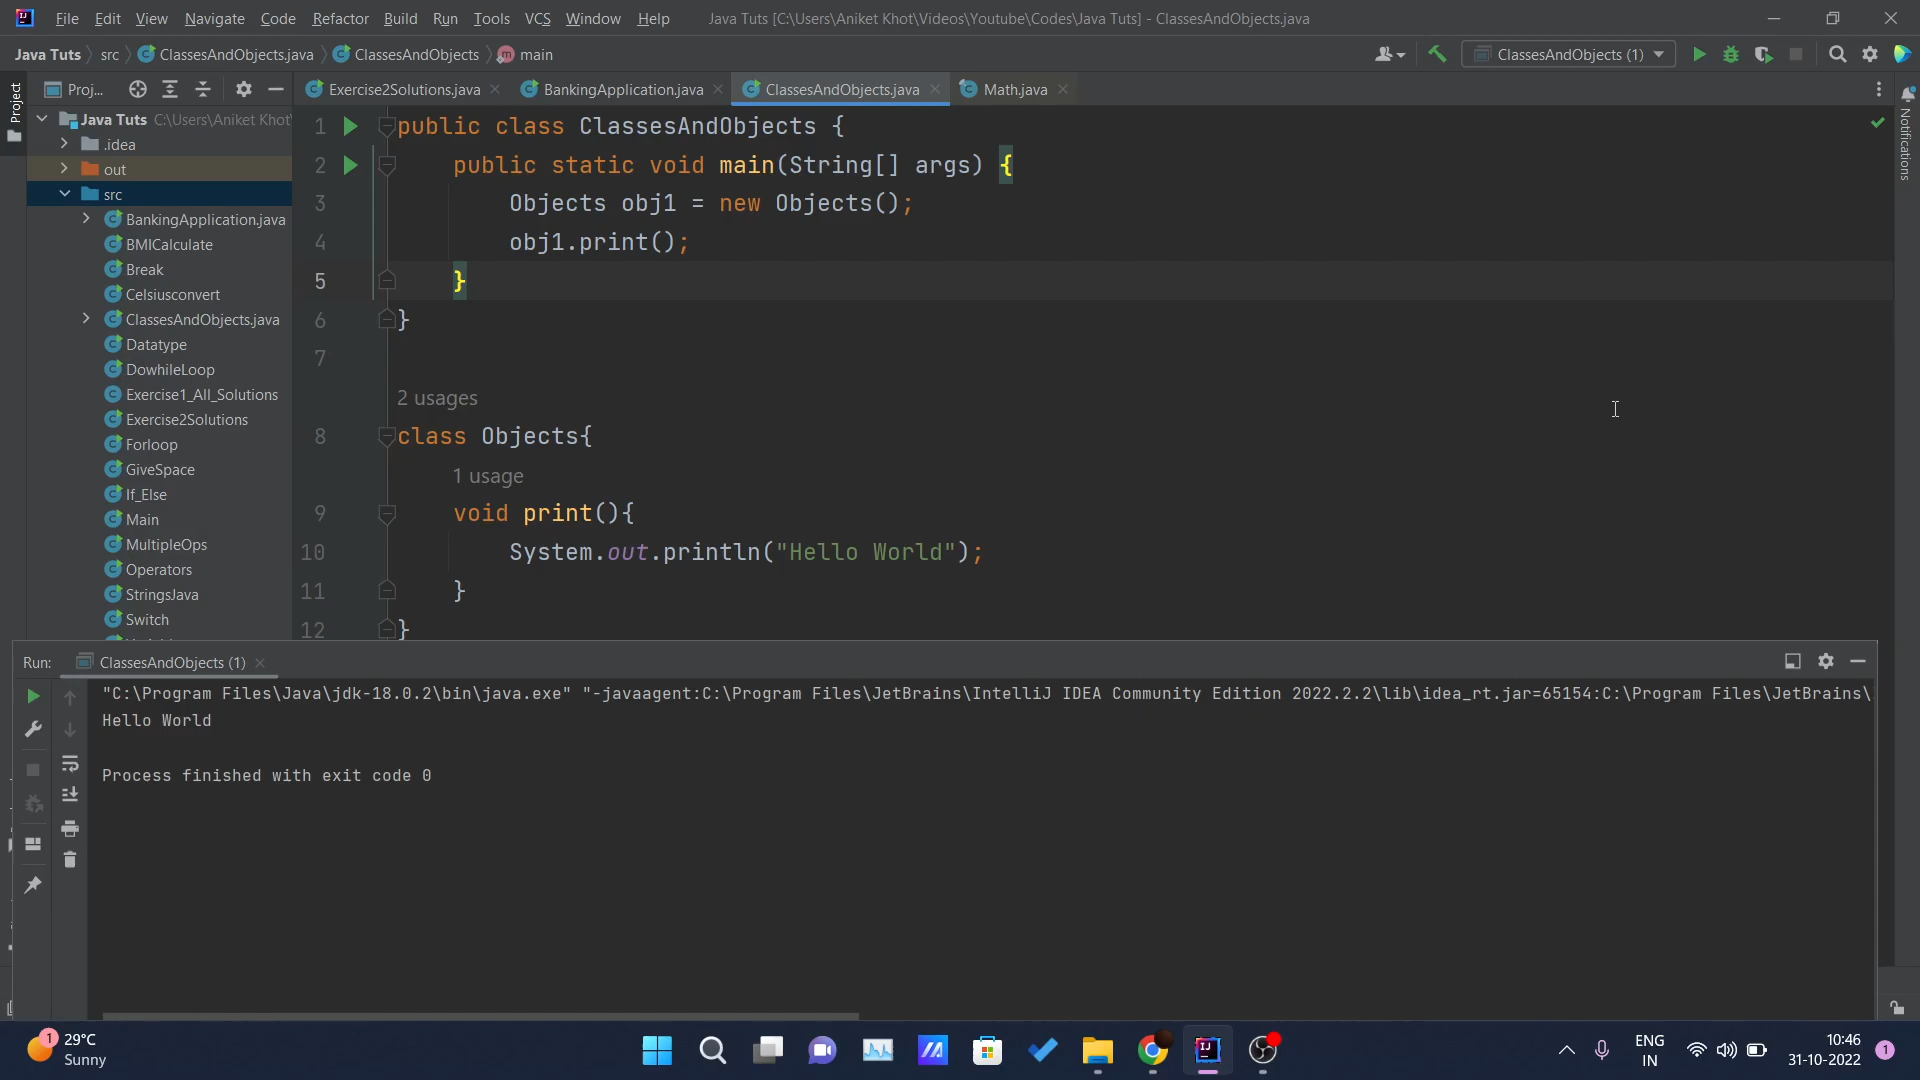 File Edit View Navigate Code Refactor Build Run Tools VCS Window Help Java Tuts [C:\Users\Aniket Khot\Videos\Youtube\Codes\Java Tuts] - ClassesAndObjects.java
Java Tuts src ClassesAndObjects.java ClassesAndObjects main ClassesAndObjects (1)
Project
Proj...
Exercise2Solutions.java BankingApplication.java ClassesAndObjects.java Math.java
Notifications
Java Tuts C:\Users\Aniket Khot\
.idea
out
src
BankingApplication.java
BMICalculate
Break
Celsiusconvert
ClassesAndObjects.java
Datatype
DowhileLoop
Exercise1_All_Solutions
Exercise2Solutions
Forloop
GiveSpace
If_Else
Main
MultipleOps
Operators
StringsJava
Switch
1 public class ClassesAndObjects {
2 public static void main(String[] args) {
3 Objects obj1 = new Objects();
4 obj1.print();
5 }
6 }
7
2 usages
8 class Objects{
1 usage
9 void print(){
10 System.out.println("Hello World");
11 }
12 }
Run: ClassesAndObjects (1)
"C:\Program Files\Java\jdk-18.0.2\bin\java.exe" "-javaagent:C:\Program Files\JetBrains\IntelliJ IDEA Community Edition 2022.2.2\lib\idea_rt.jar=65154:C:\Program Files\JetBrains\
Hello World
Process finished with exit code 0
1
29°C
Sunny
ENG
IN
10:46
31-10-2022
1